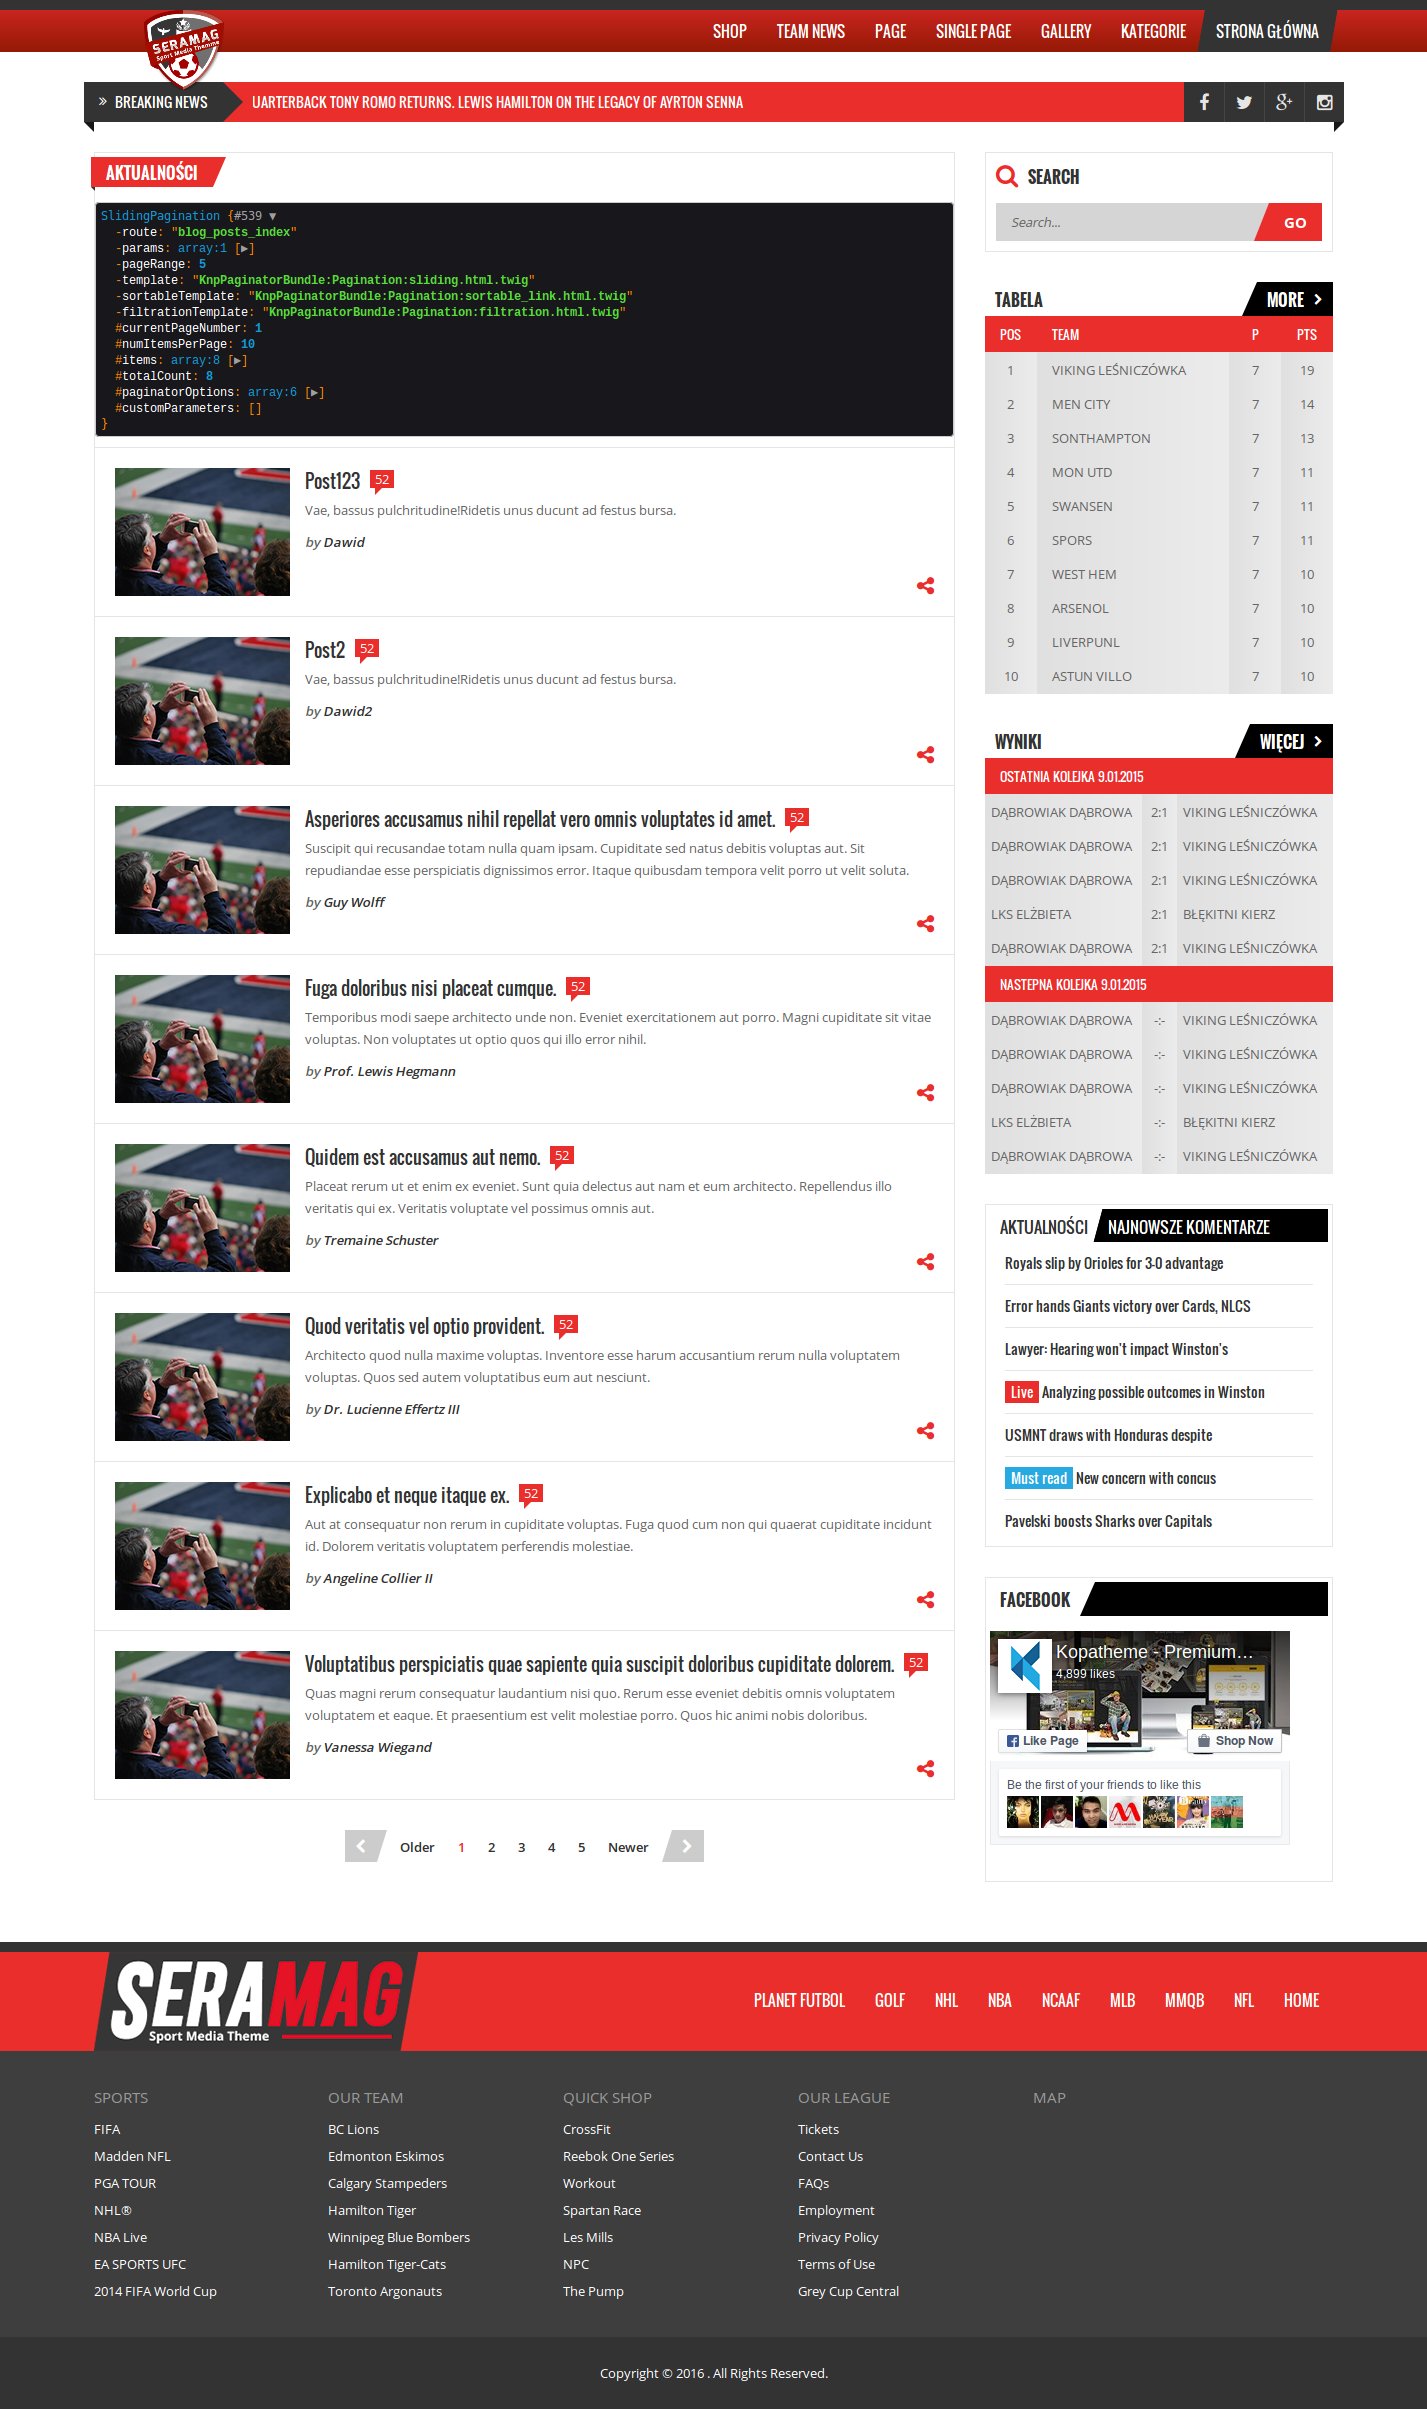 SERAMAG
Sport Media Themme
SHOP TEAM NEWS PAGE SINGLE PAGE GALLERY KATEGORIE STRONA GŁÓWNA
» BREAKING NEWS UARTERBACK TONY ROMO RETURNS. LEWIS HAMILTON ON THE LEGACY OF AYRTON SENNA
AKTUALNOŚCI
SlidingPagination {#539 ▼
-route: "blog_posts_index"
-params: array:1 [▶]
-pageRange: 5
-template: "KnpPaginatorBundle:Pagination:sliding.html.twig"
-sortableTemplate: "KnpPaginatorBundle:Pagination:sortable_link.html.twig"
-filtrationTemplate: "KnpPaginatorBundle:Pagination:filtration.html.twig"
#currentPageNumber: 1
#numItemsPerPage: 10
#items: array:8 [▶]
#totalCount: 8
#paginatorOptions: array:6 [▶]
#customParameters: []
}
Post123 52
Vae, bassus pulchritudine!Ridetis unus ducunt ad festus bursa.
by Dawid
Post2 52
Vae, bassus pulchritudine!Ridetis unus ducunt ad festus bursa.
by Dawid2
Asperiores accusamus nihil repellat vero omnis voluptates id amet. 52
Suscipit qui recusandae totam nulla quam ipsam. Cupiditate sed natus debitis voluptas aut. Sit
repudiandae esse perspiciatis dignissimos error. Itaque quibusdam tempora velit porro ut velit soluta.
by Guy Wolff
Fuga doloribus nisi placeat cumque. 52
Temporibus modi saepe architecto unde non. Eveniet exercitationem aut porro. Magni cupiditate sit vitae
voluptas. Non voluptates ut optio quos qui illo error nihil.
by Prof. Lewis Hegmann
Quidem est accusamus aut nemo. 52
Placeat rerum ut et enim ex eveniet. Sunt quia delectus aut nam et eum architecto. Repellendus illo
veritatis qui ex. Veritatis voluptate vel possimus omnis aut.
by Tremaine Schuster
Quod veritatis vel optio provident. 52
Architecto quod nulla maxime voluptas. Inventore esse harum accusantium rerum nulla voluptatem
voluptas. Quos sed autem voluptatibus eum aut nesciunt.
by Dr. Lucienne Effertz III
Explicabo et neque itaque ex. 52
Aut at consequatur non rerum in cupiditate voluptas. Fuga quod cum non qui quaerat cupiditate incidunt
id. Dolorem veritatis voluptatem perferendis molestiae.
by Angeline Collier II
Voluptatibus perspiciatis quae sapiente quia suscipit doloribus cupiditate dolorem. 52
Quas magni rerum consequatur laudantium nisi quo. Rerum esse eveniet debitis omnis voluptatem
voluptatem et eaque. Et praesentium est velit molestiae porro. Quos hic animi nobis doloribus.
by Vanessa Wiegand
Older 1 2 3 4 5 Newer
SEARCH
Search... GO
TABELA MORE
POS TEAM P PTS
1 VIKING LEŚNICZÓWKA 7 19
2 MEN CITY 7 14
3 SONTHAMPTON 7 13
4 MON UTD 7 11
5 SWANSEN 7 11
6 SPORS 7 11
7 WEST HEM 7 10
8 ARSENOL 7 10
9 LIVERPUNL 7 10
10 ASTUN VILLO 7 10
WYNIKI WIĘCEJ
OSTATNIA KOLEJKA 9.01.2015
DĄBROWIAK DĄBROWA 2:1 VIKING LEŚNICZÓWKA
DĄBROWIAK DĄBROWA 2:1 VIKING LEŚNICZÓWKA
DĄBROWIAK DĄBROWA 2:1 VIKING LEŚNICZÓWKA
LKS ELŻBIETA 2:1 BŁĘKITNI KIERZ
DĄBROWIAK DĄBROWA 2:1 VIKING LEŚNICZÓWKA
NASTEPNA KOLEJKA 9.01.2015
DĄBROWIAK DĄBROWA -:- VIKING LEŚNICZÓWKA
DĄBROWIAK DĄBROWA -:- VIKING LEŚNICZÓWKA
DĄBROWIAK DĄBROWA -:- VIKING LEŚNICZÓWKA
LKS ELŻBIETA -:- BŁĘKITNI KIERZ
DĄBROWIAK DĄBROWA -:- VIKING LEŚNICZÓWKA
AKTUALNOŚCI NAJNOWSZE KOMENTARZE
Royals slip by Orioles for 3-0 advantage
Error hands Giants victory over Cards, NLCS
Lawyer: Hearing won't impact Winston's
Live Analyzing possible outcomes in Winston
USMNT draws with Honduras despite
Must read New concern with concus
Pavelski boosts Sharks over Capitals
FACEBOOK
Kopatheme - Premium…
4,899 likes
Like Page Shop Now
Be the first of your friends to like this
SERAMAG
Sport Media Theme
PLANET FUTBOL GOLF NHL NBA NCAAF MLB MMQB NFL HOME
SPORTS
FIFA
Madden NFL
PGA TOUR
NHL®
NBA Live
EA SPORTS UFC
2014 FIFA World Cup
OUR TEAM
BC Lions
Edmonton Eskimos
Calgary Stampeders
Hamilton Tiger
Winnipeg Blue Bombers
Hamilton Tiger-Cats
Toronto Argonauts
QUICK SHOP
CrossFit
Reebok One Series
Workout
Spartan Race
Les Mills
NPC
The Pump
OUR LEAGUE
Tickets
Contact Us
FAQs
Employment
Privacy Policy
Terms of Use
Grey Cup Central
MAP
Copyright © 2016 . All Rights Reserved.